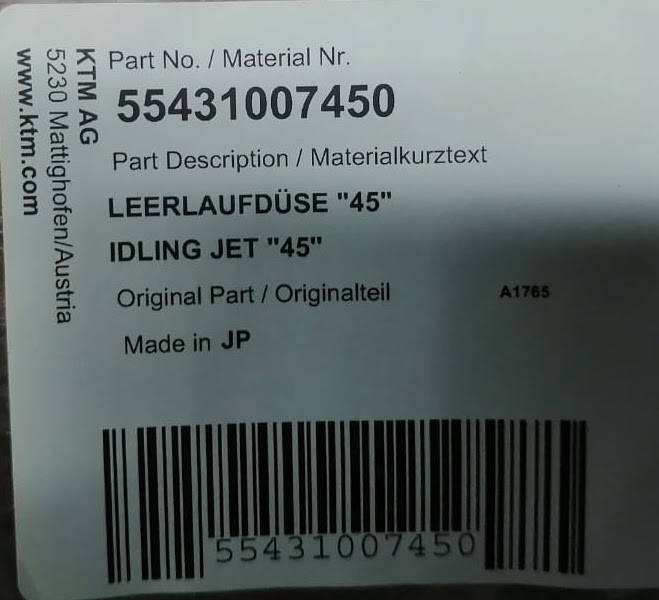 KTM AG
5230 Mattighofen/Austria
www.ktm.com
Part No. / Material Nr.
55431007450
Part Description / Materialkurztext
LEERLAUFDÜSE "45"
IDLING JET "45"
Original Part / Originalteil
A1765
Made in JP
55431007450